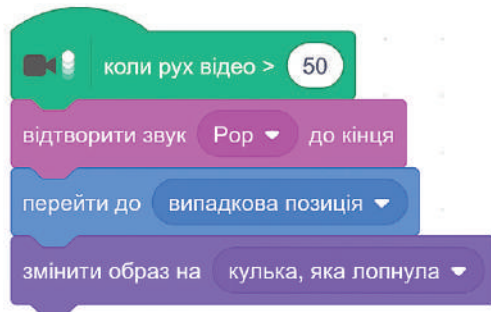 коли рух відео > 50
відтворити звук Pop до кінця
перейти до випадкова позиція
змінити образ на кулька, яка лопнула